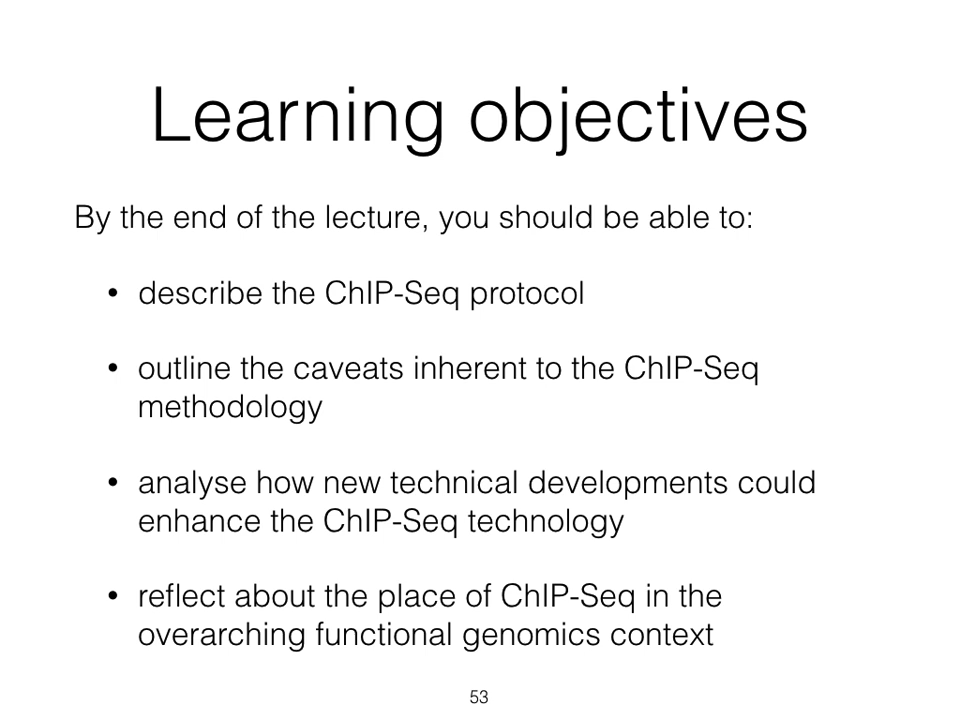 Learning objectives
By the end of the lecture, you should be able to:
• describe the ChIP-Seq protocol
• outline the caveats inherent to the ChIP-Seq
methodology
• analyse how new technical developments could
enhance the ChIP-Seq technology
• reflect about the place of ChIP-Seq in the
overarching functional genomics context
53